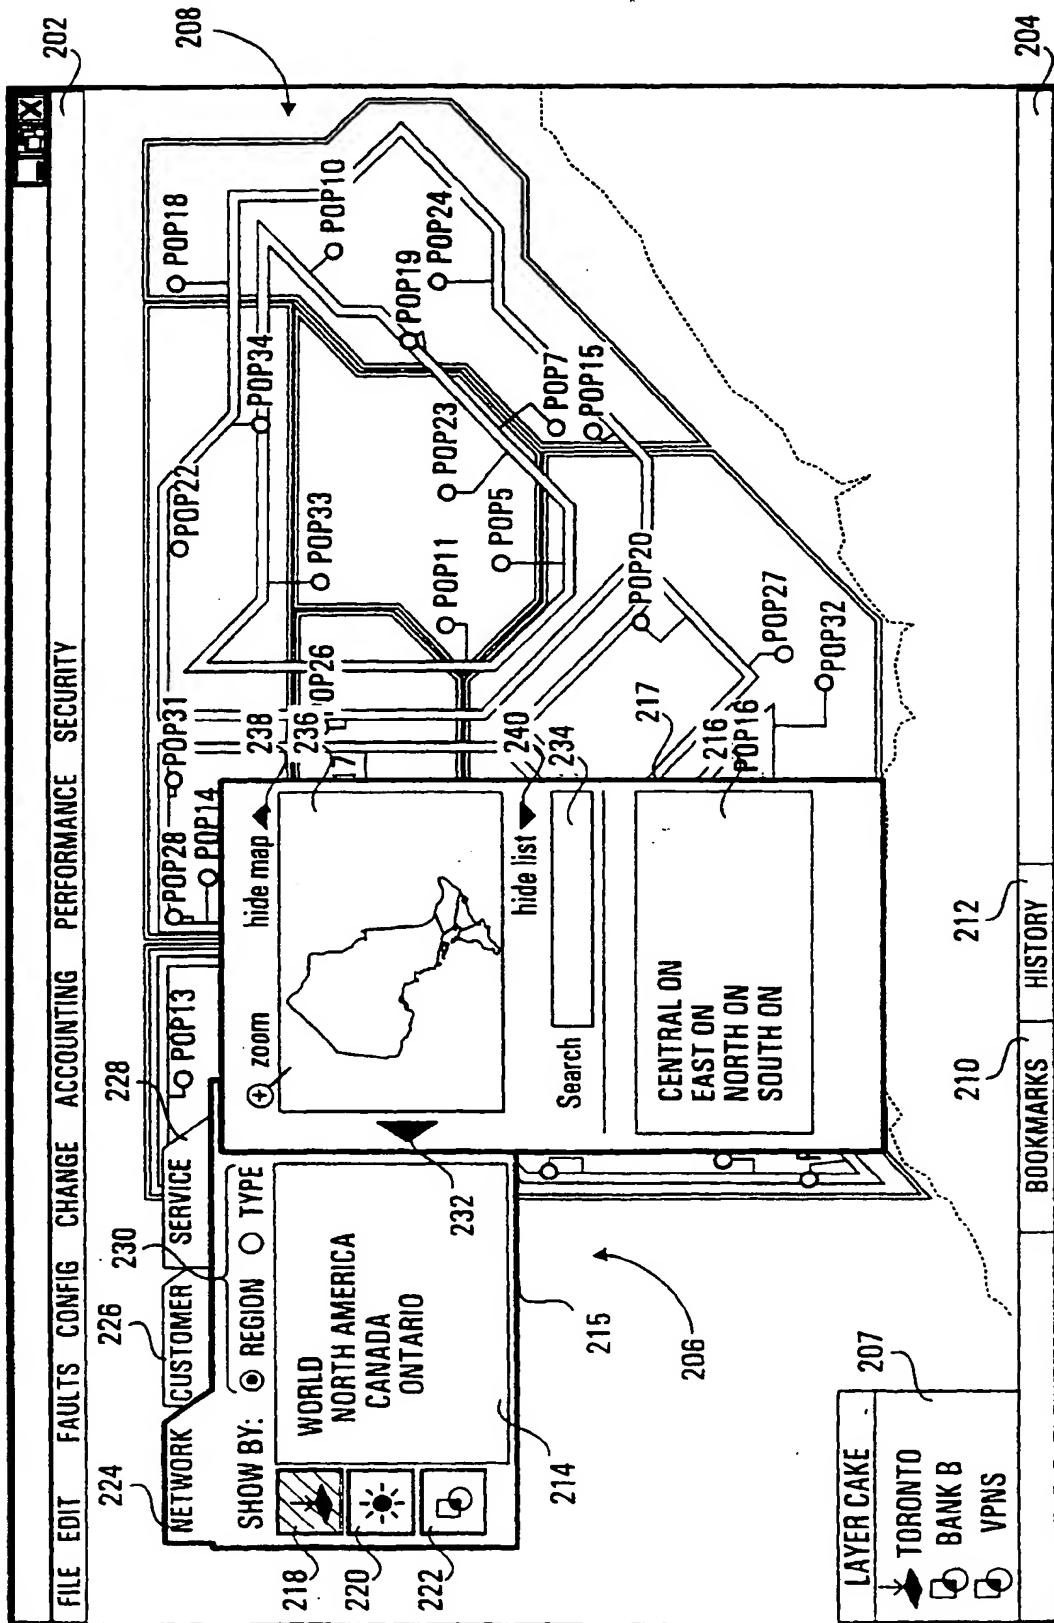 202
208
FILE EDIT FAULTS CONFIG CHANGE ACCOUNTING PERFORMANCE SECURITY
224
226
228
230
NETWORK
CUSTOMER
SERVICE
SHOW BY:
REGION
TYPE
WORLD
NORTH AMERICA
CANADA
ONTARIO
218
220
222
214
215
232
206
zoom
hide map
238
236
hide list
240
234
Search
217
216
CENTRAL ON
EAST ON
NORTH ON
SOUTH ON
POP13
POP28
POP14
POP31
POP22
POP34
POP18
POP10
POP33
POP19
POP24
POP23
POP11
POP5
POP7
POP15
POP20
POP27
POP32
POP16
LAYER CAKE
207
TORONTO
BANK B
VPNS
210
212
BOOKMARKS
HISTORY
204